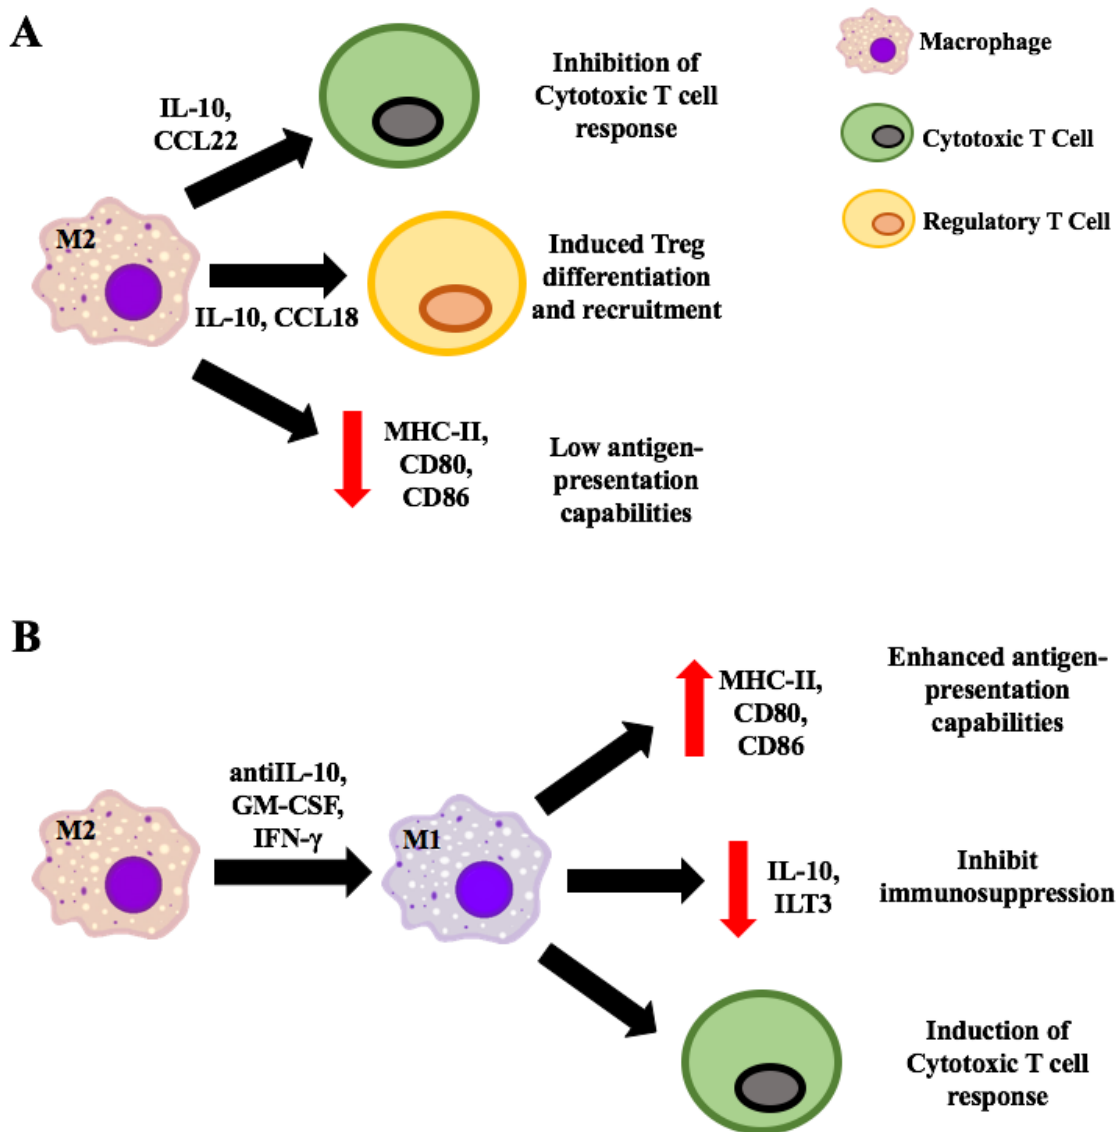 A
IL-10,
CCL22
Inhibition of
Cytotoxic T cell
response
Macrophage
Cytotoxic T Cell
Regulatory T Cell
M2
IL-10, CCL18
Induced Treg
differentiation
and recruitment
MHC-II,
CD80,
CD86
Low antigen-
presentation
capabilities
B
M2
antiIL-10,
GM-CSF,
IFN-γ
M1
MHC-II,
CD80,
CD86
Enhanced antigen-
presentation
capabilities
IL-10,
ILT3
Inhibit
immunosuppression
Induction of
Cytotoxic T cell
response